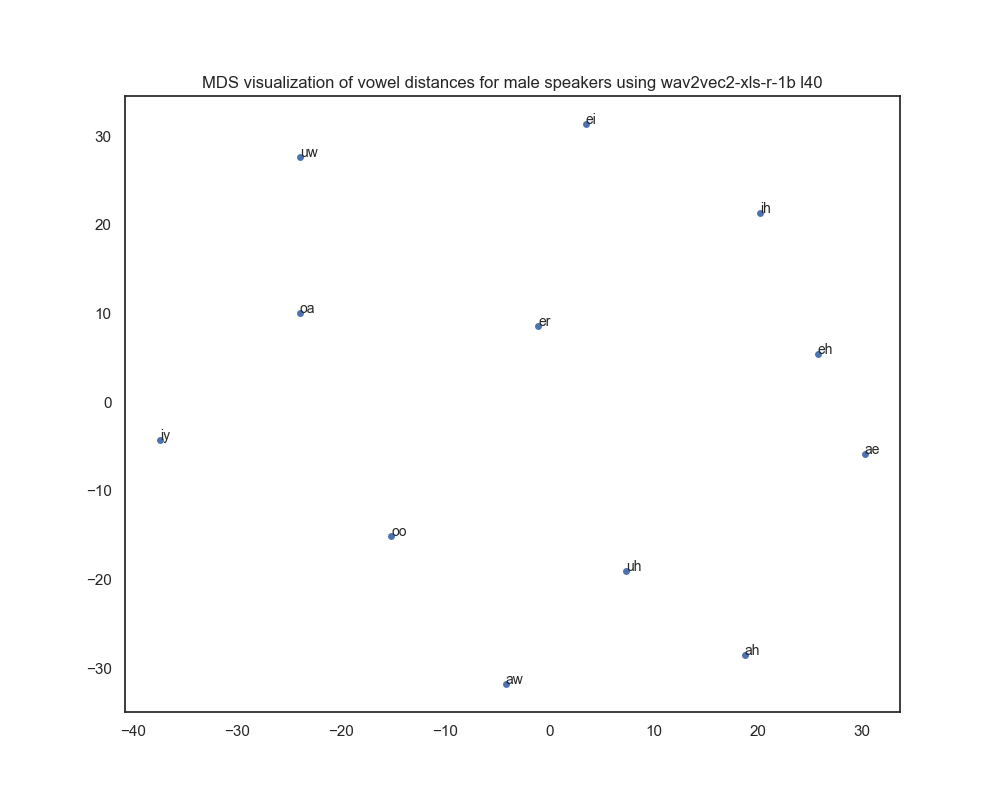 MDS visualization of vowel distances for male speakers using wav2vec2-xls-r-1b l40
30
ei
uw
20
ih
10
oa
er
eh
0
iy
ae
−10
oo
−20
uh
−30
ah
aw
−40 −30 −20 −10 0 10 20 30